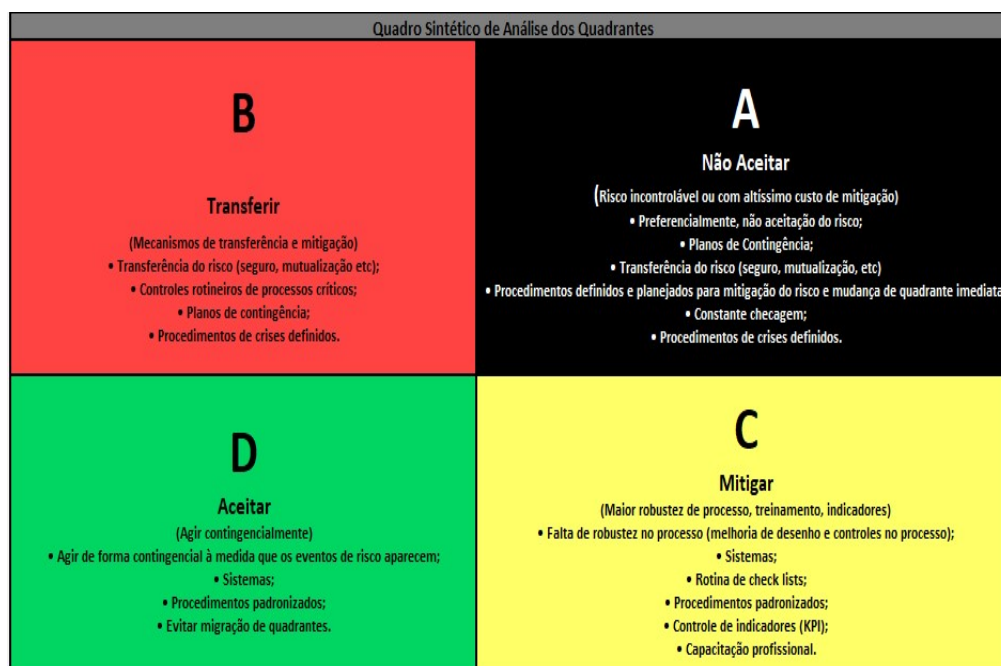 Quadro Sintético de Análise dos Quadrantes
B
Transferir
(Mecanismos de transferência e mitigação)
• Transferência do risco (seguro, mutualização etc);
• Controles rotineiros de processos críticos;
• Planos de contingência;
• Procedimentos de crises definidos.
A
Não Aceitar
(Risco incontrolável ou com altíssimo custo de mitigação)
• Preferencialmente, não aceitação do risco;
• Planos de Contingência;
• Transferência do risco (seguro, mutualização, etc)
• Procedimentos definidos e planejados para mitigação do risco e mudança de quadrante imediata
• Constante checagem;
• Procedimentos de crises definidos.
D
Aceitar
(Agir contingencialmente)
• Agir de forma contingencial à medida que os eventos de risco aparecem;
• Sistemas;
• Procedimentos padronizados;
• Evitar migração de quadrantes.
C
Mitigar
(Maior robustez de processo, treinamento, indicadores)
• Falta de robustez no processo (melhoria de desenho e controles no processo);
• Sistemas;
• Rotina de check lists;
• Procedimentos padronizados;
• Controle de indicadores (KPI);
• Capacitação profissional.